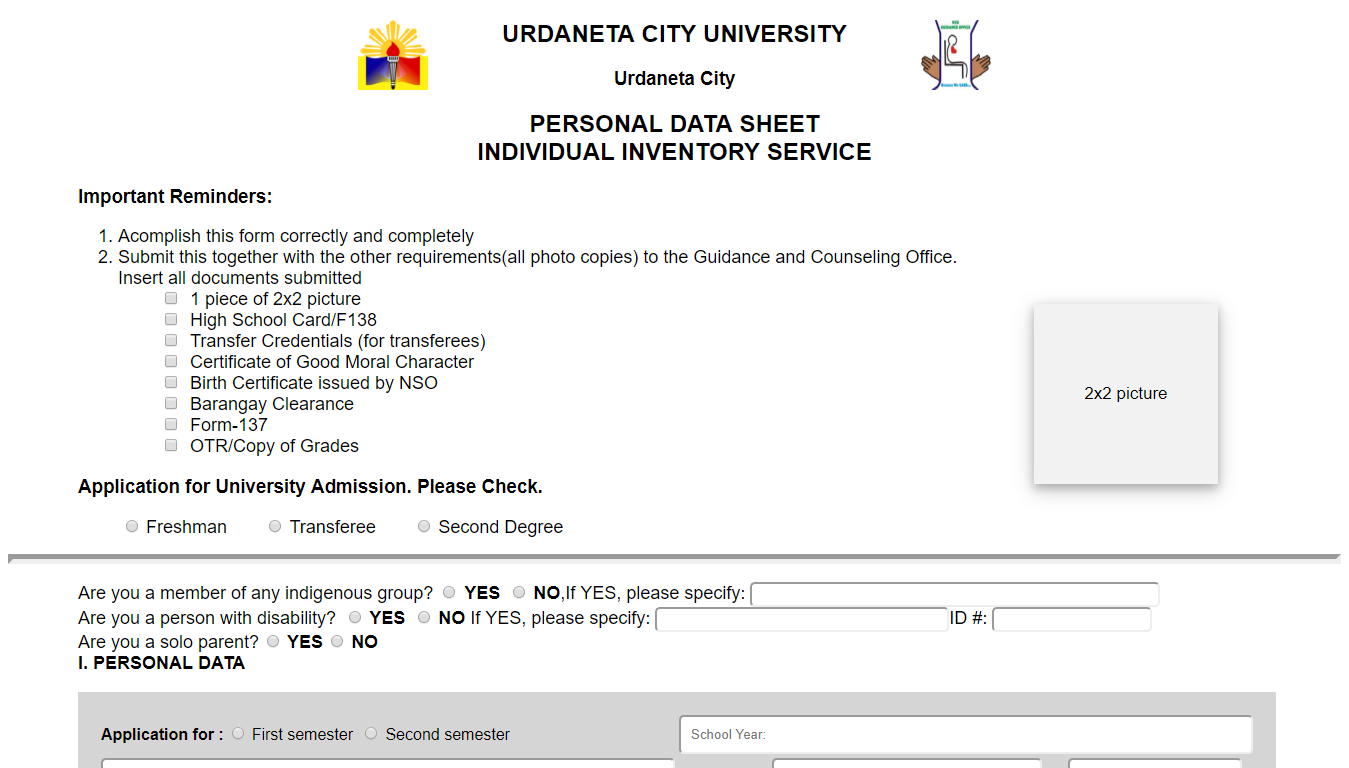 URDANETA CITY UNIVERSITY
Urdaneta City
PERSONAL DATA SHEET
INDIVIDUAL INVENTORY SERVICE
Important Reminders:
1. Acomplish this form correctly and completely
2. Submit this together with the other requirements(all photo copies) to the Guidance and Counseling Office.
Insert all documents submitted
1 piece of 2x2 picture
High School Card/F138
Transfer Credentials (for transferees)
Certificate of Good Moral Character
Birth Certificate issued by NSO
Barangay Clearance
Form-137
OTR/Copy of Grades
2x2 picture
Application for University Admission. Please Check.
Freshman Transferee Second Degree
Are you a member of any indigenous group? YES NO,If YES, please specify:
Are you a person with disability? YES NO If YES, please specify: ID #:
Are you a solo parent? YES NO
I. PERSONAL DATA
Application for : First semester Second semester School Year: